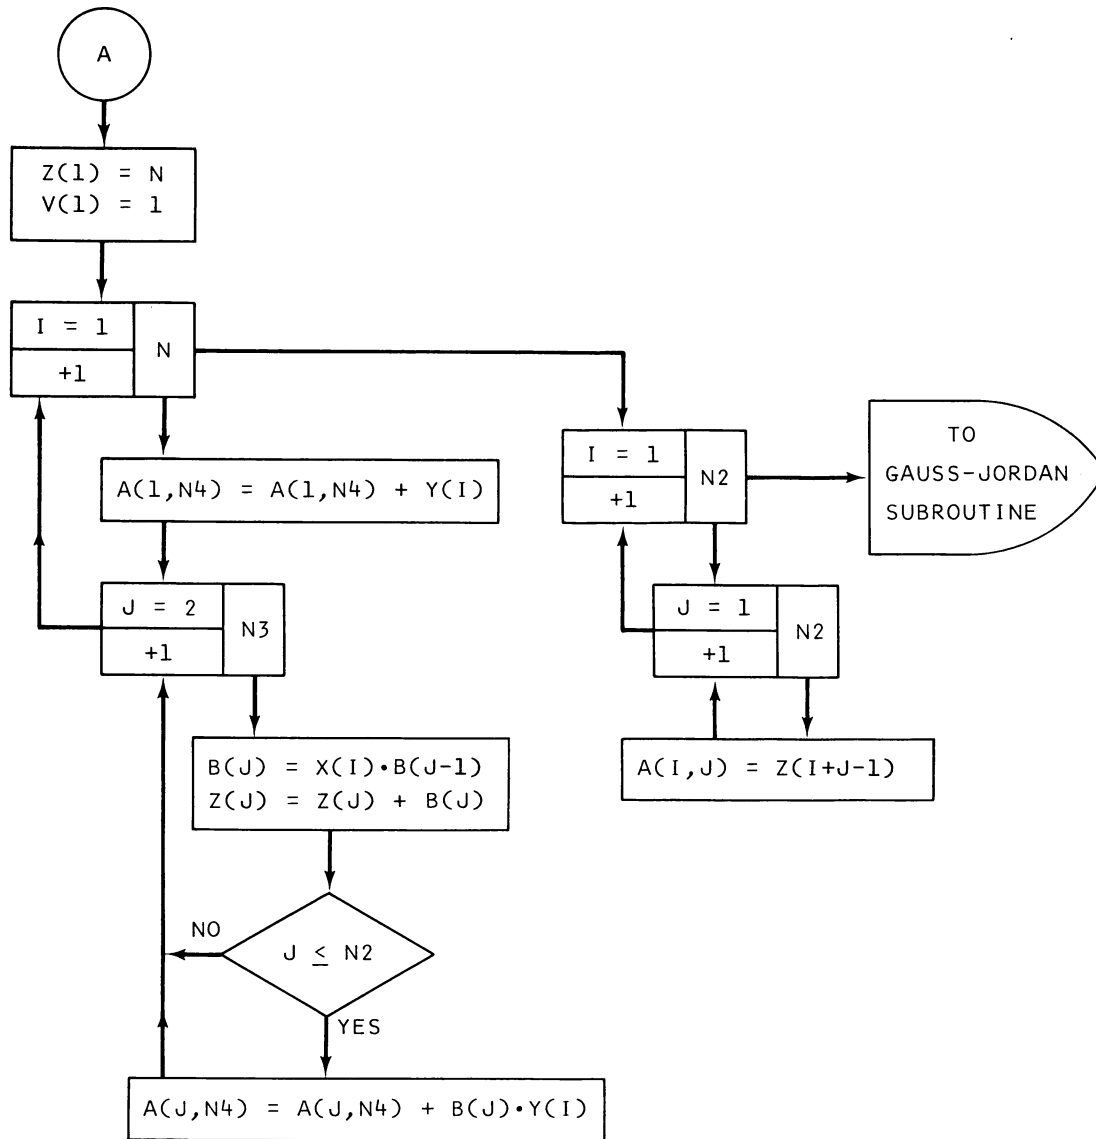 A
Z(1) = N
V(1) = 1
I = 1
N
+1
A(1,N4) = A(1,N4) + Y(I)
J = 2
N3
+1
B(J) = X(I)•B(J-1)
Z(J) = Z(J) + B(J)
NO
J ≤ N2
YES
A(J,N4) = A(J,N4) + B(J)•Y(I)
I = 1
N2
+1
J = 1
N2
+1
A(I,J) = Z(I+J-1)
TO
GAUSS-JORDAN
SUBROUTINE